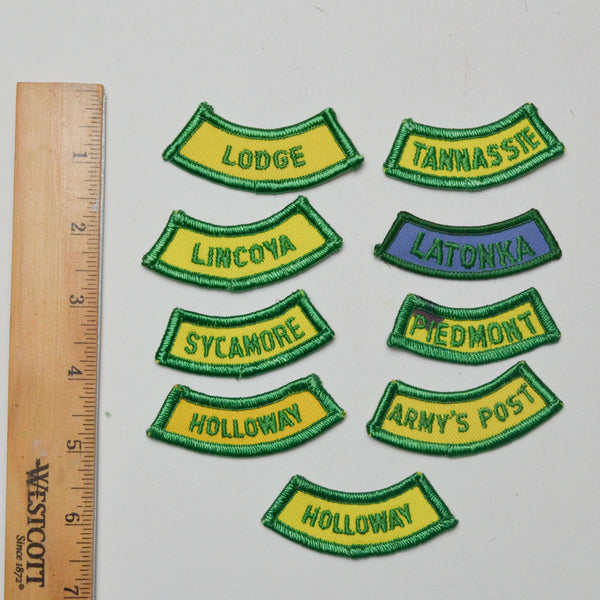 LODGE
TANNASSIE
LINCOYA
LATONKA
SYCAMORE
PIEDMONT
HOLLOWAY
ARMY'S POST
HOLLOWAY
1
2
3
4
5
6
7
WESTCOTT
Since 1872®